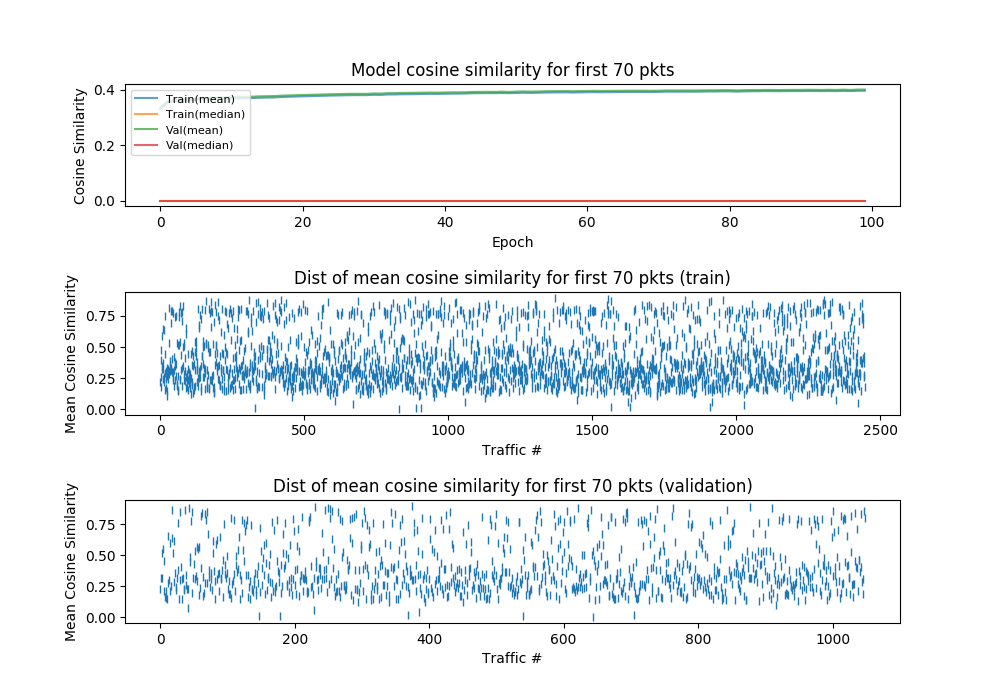 Model cosine similarity for first 70 pkts
Cosine Similarity
0.4
0.2
0.0
Train(mean)
Train(median)
Val(mean)
Val(median)
0 20 40 60 80 100
Epoch
Dist of mean cosine similarity for first 70 pkts (train)
Mean Cosine Similarity
0.75
0.50
0.25
0.00
0 500 1000 1500 2000 2500
Traffic #
Dist of mean cosine similarity for first 70 pkts (validation)
Mean Cosine Similarity
0.75
0.50
0.25
0.00
0 200 400 600 800 1000
Traffic #